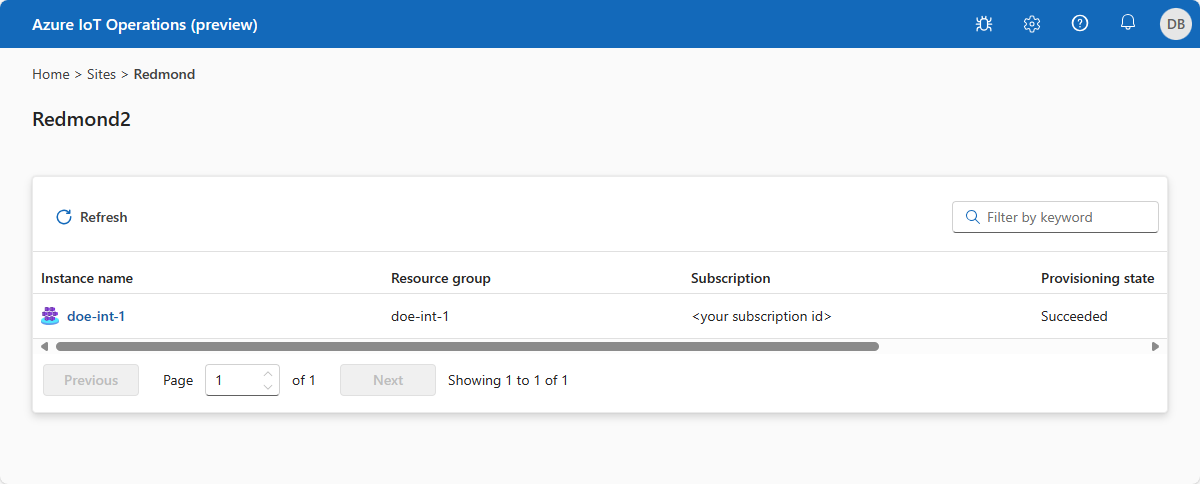 Azure IoT Operations (preview) DB
Home > Sites > Redmond
Redmond2
Refresh Filter by keyword
Instance name Resource group Subscription Provisioning state
doe-int-1 doe-int-1 <your subscription id> Succeeded
Previous Page 1 of 1 Next Showing 1 to 1 of 1